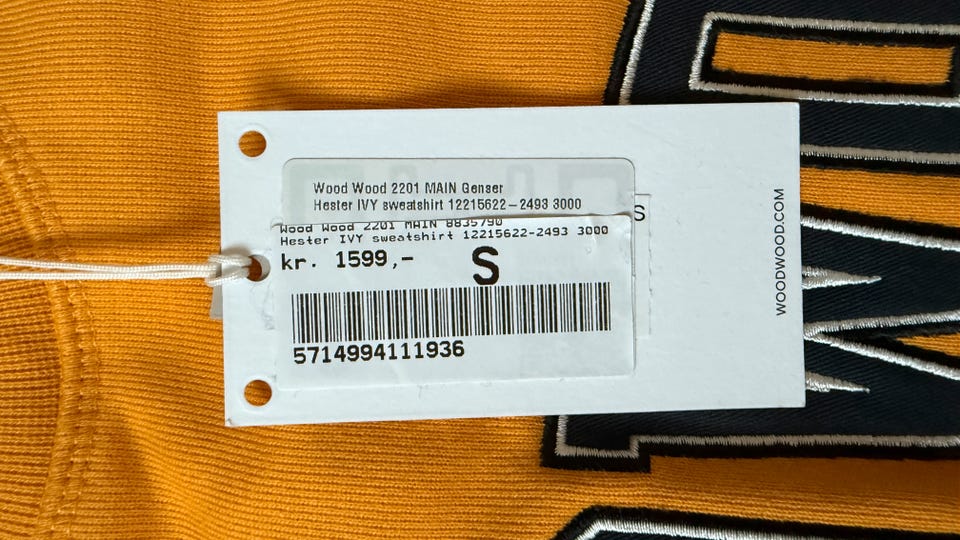 Wood Wood 2201 MAIN Genser
Hester IVY sweatshirt 12215622-2493 3000
S
Wood Wood 2201 MAIN 8835790
Hester IVY sweatshirt 12215622-2493 3000
kr. 1599,- S
5714994111936
WOODWOOD.COM